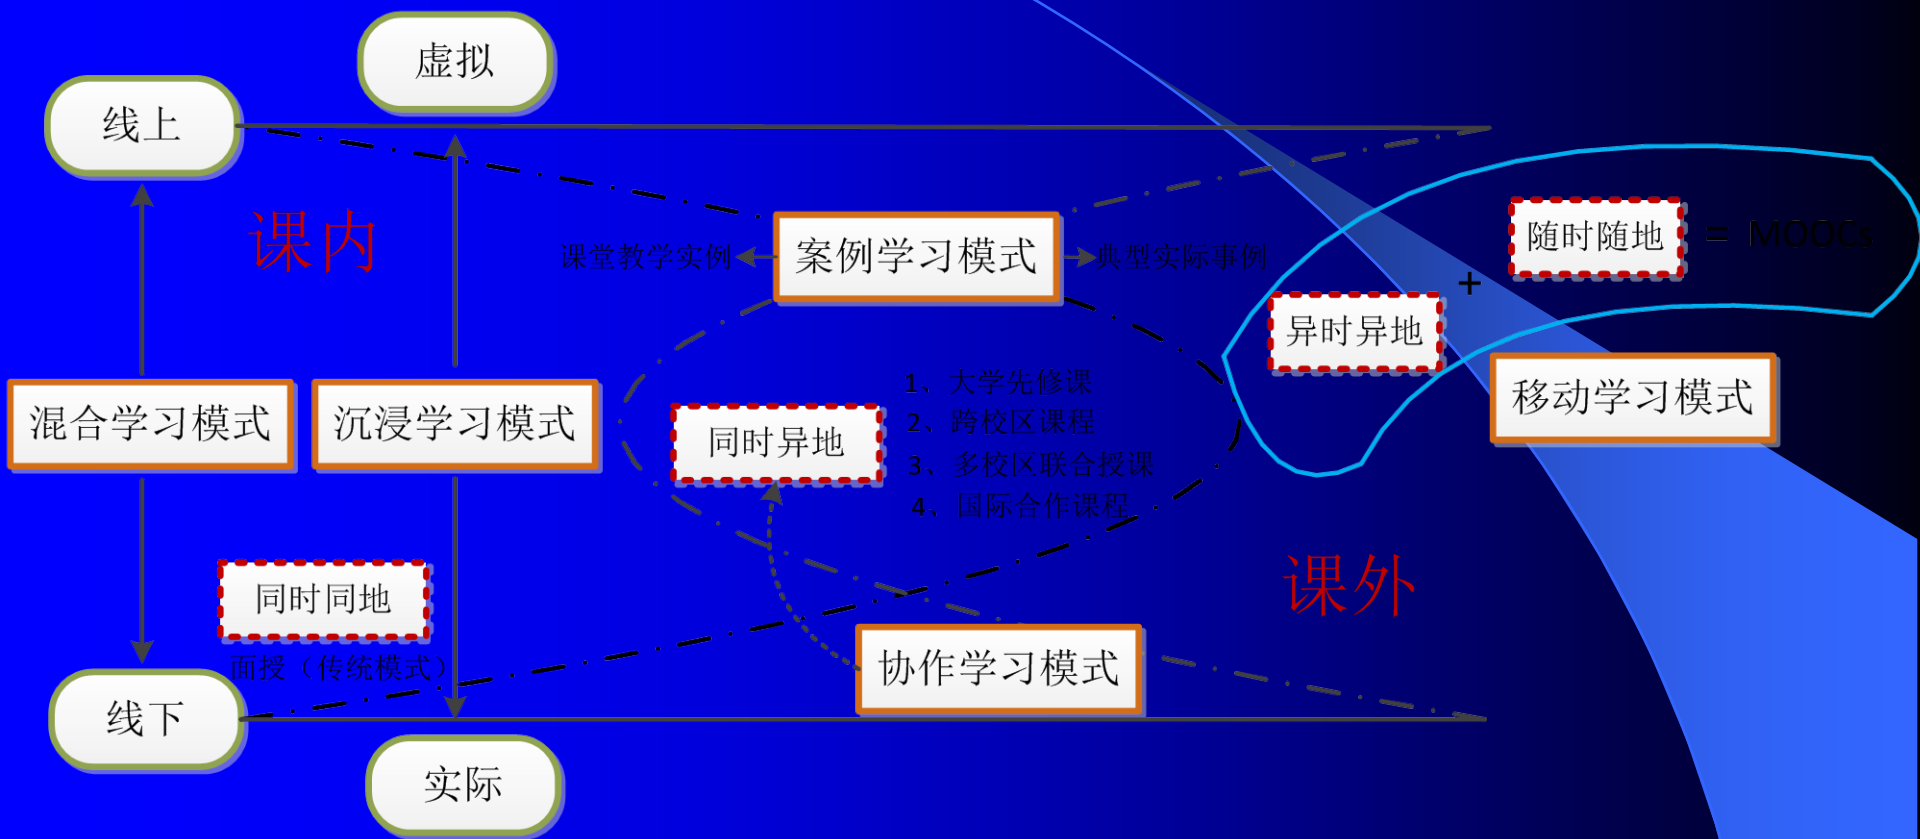 虚拟
线上
课内
随时随地 = MOOCs
课堂教学实例
案例学习模式
典型实际事例
+
异时异地
移动学习模式
混合学习模式
沉浸学习模式
同时异地
1、大学先修课
2、跨校区课程
3、多校区联合授课
4、国际合作课程
同时同地
面授（传统模式）
课外
协作学习模式
线下
实际